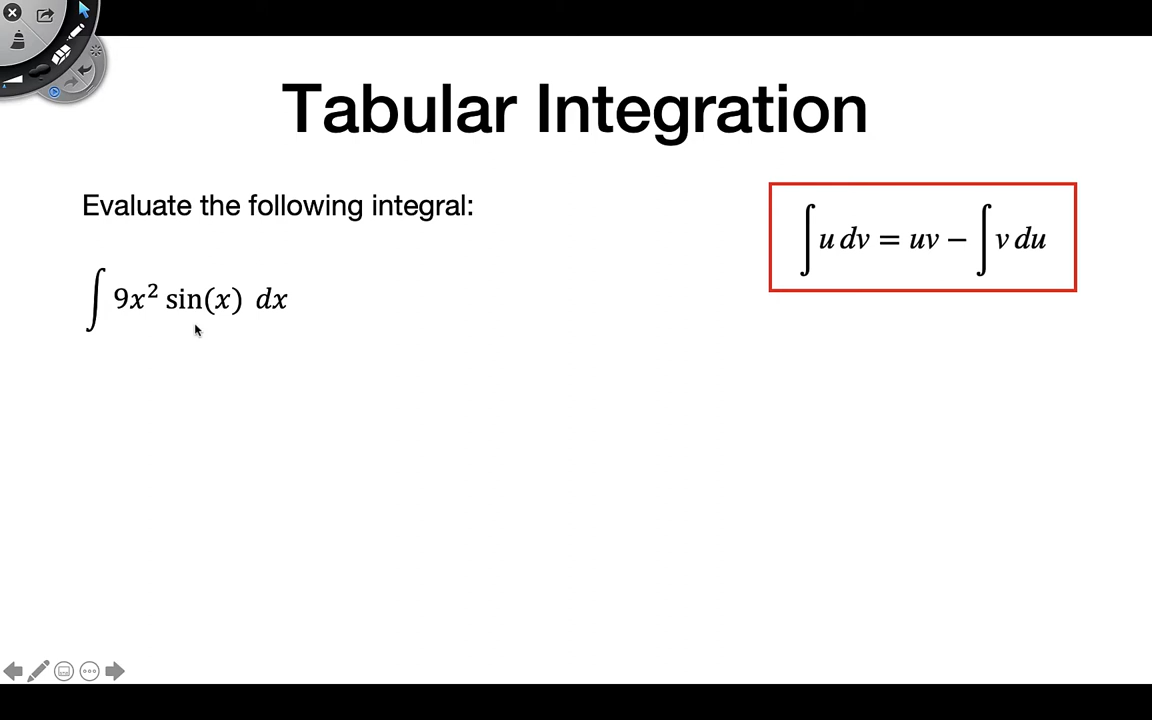 Tabular Integration
Evaluate the following integral:
∫ u dv = uv − ∫ v du
∫ 9x² sin(x) dx